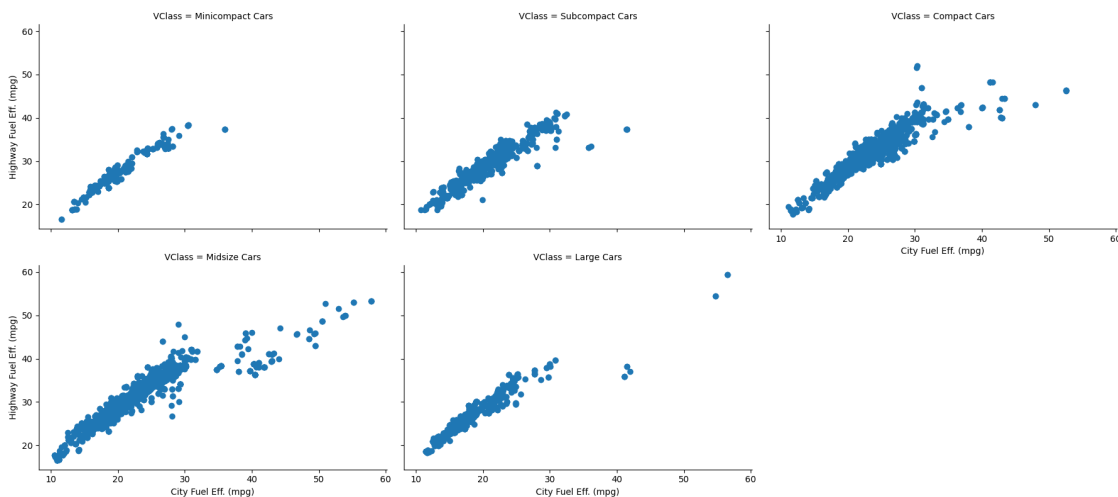 VClass = Minicompact Cars
VClass = Subcompact Cars
VClass = Compact Cars
Highway Fuel Eff. (mpg)
60
50
40
30
20
10 20 30 40 50 60
City Fuel Eff. (mpg)
VClass = Midsize Cars
VClass = Large Cars
Highway Fuel Eff. (mpg)
60
50
40
30
20
10 20 30 40 50 60
City Fuel Eff. (mpg)
10 20 30 40 50 60
City Fuel Eff. (mpg)